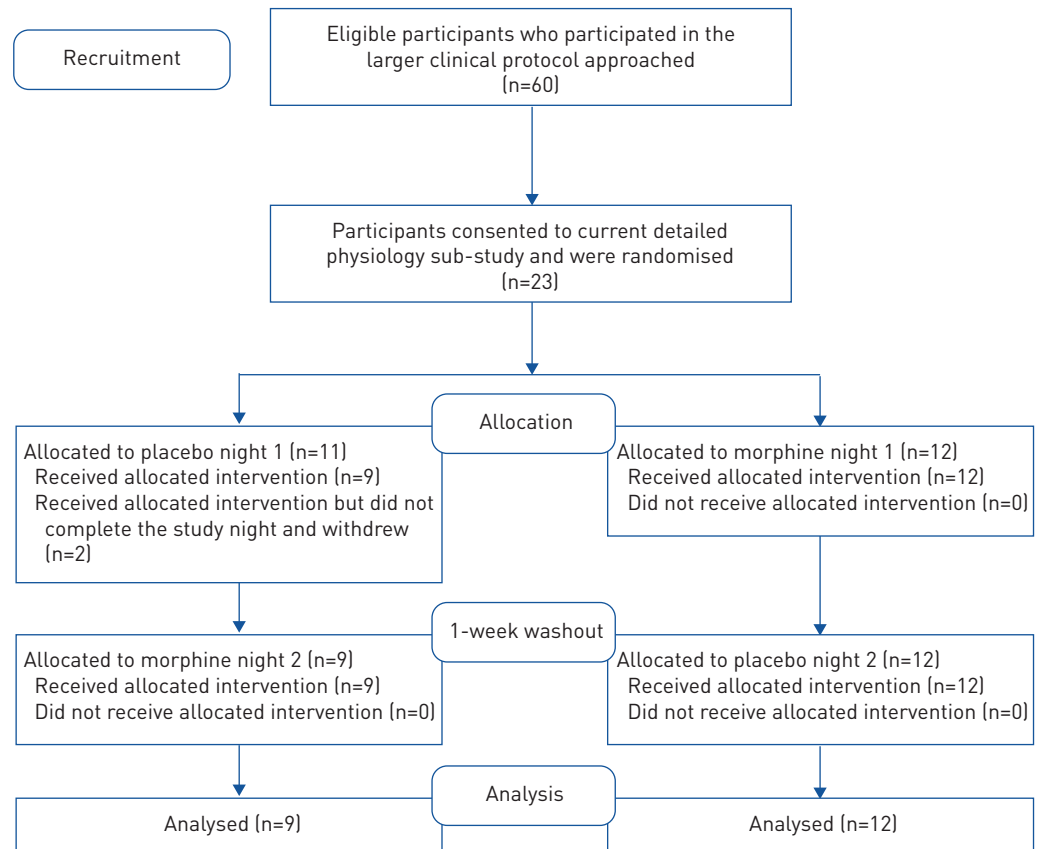 Recruitment
Eligible participants who participated in the
larger clinical protocol approached
(n=60)
Participants consented to current detailed
physiology sub-study and were randomised
(n=23)
Allocation
Allocated to placebo night 1 (n=11)
Received allocated intervention (n=9)
Received allocated intervention but did not
complete the study night and withdrew
(n=2)
Allocated to morphine night 1 (n=12)
Received allocated intervention (n=12)
Did not receive allocated intervention (n=0)
1-week washout
Allocated to morphine night 2 (n=9)
Received allocated intervention (n=9)
Did not receive allocated intervention (n=0)
Allocated to placebo night 2 (n=12)
Received allocated intervention (n=12)
Did not receive allocated intervention (n=0)
Analysis
Analysed (n=9)
Analysed (n=12)